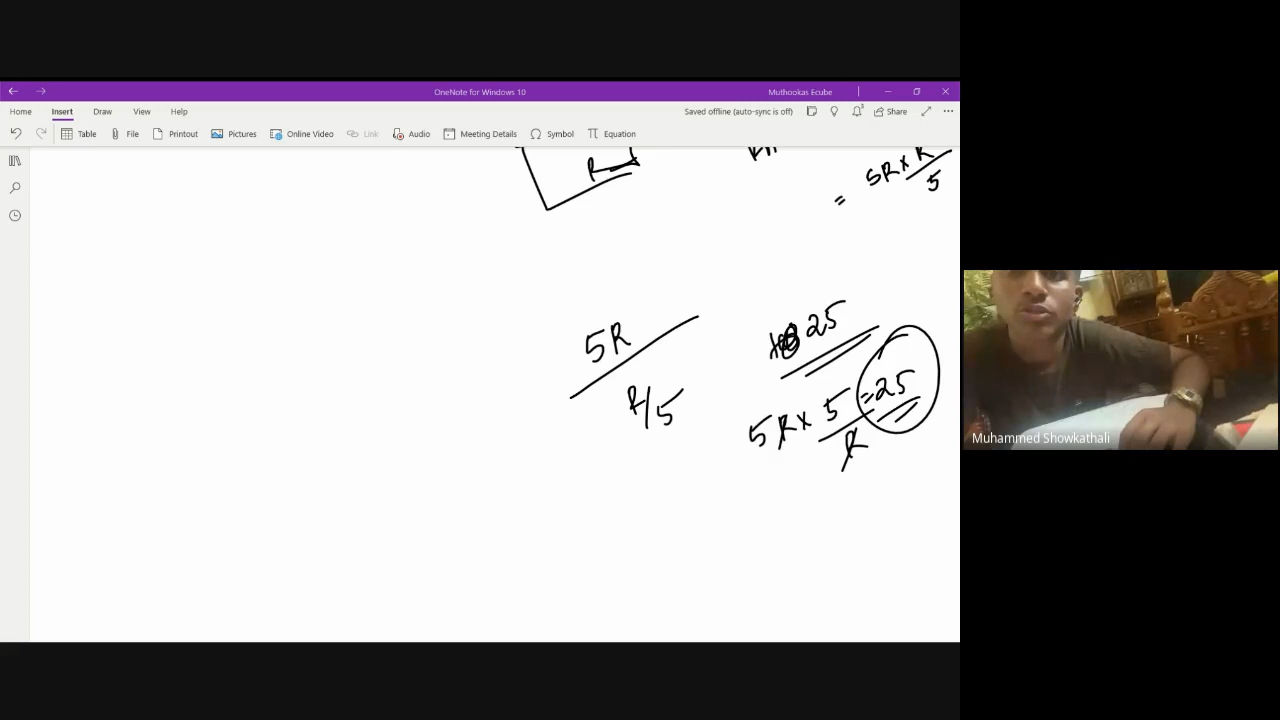 OneNote for Windows 10
Muthookas Ecube
Home Insert Draw View Help
Saved offline (auto-sync is off)
Share
Table File Printout Pictures Online Video Link Audio Meeting Details Symbol Equation
R
5R × R/5
=
5R
R/5
25
5R × 5/R = 25
Muhammed Showkathali